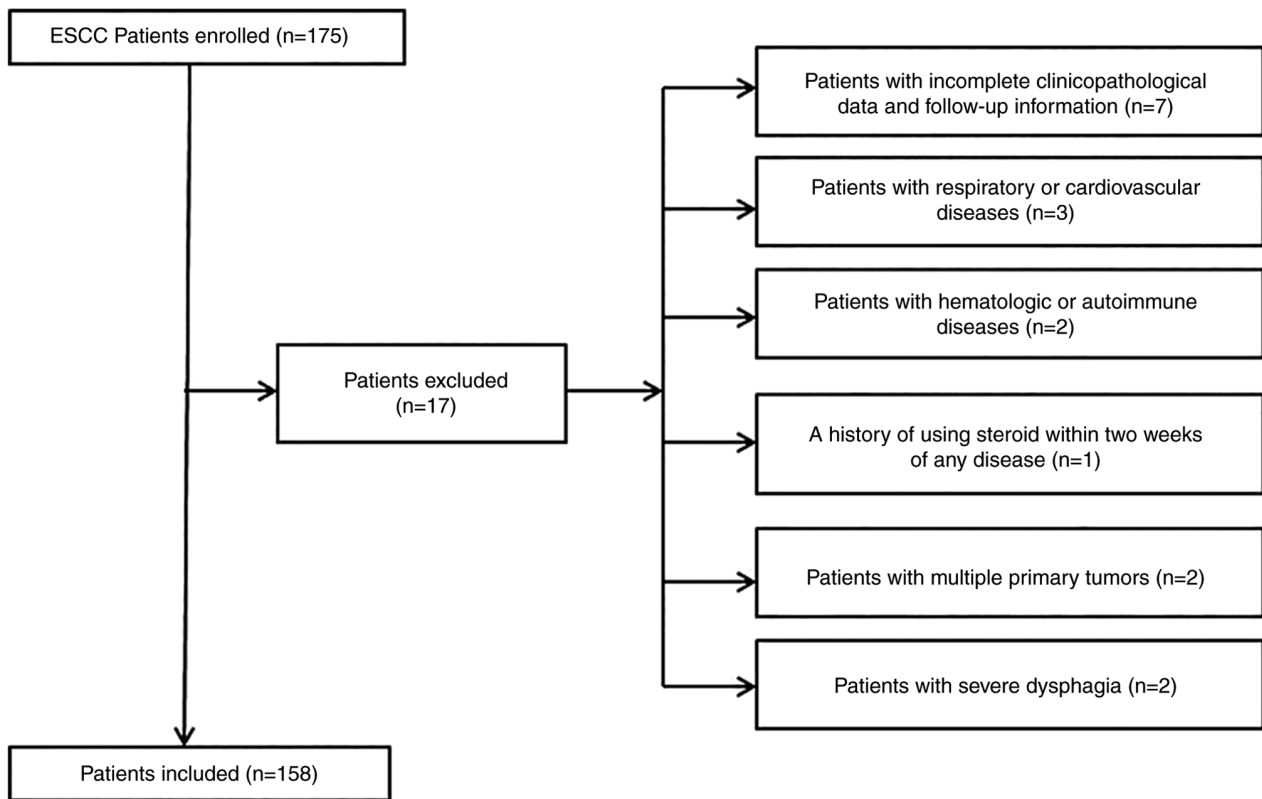 ESCC Patients enrolled (n=175)
Patients excluded
(n=17)
Patients included (n=158)
Patients with incomplete clinicopathological
data and follow-up information (n=7)
Patients with respiratory or cardiovascular
diseases (n=3)
Patients with hematologic or autoimmune
diseases (n=2)
A history of using steroid within two weeks
of any disease (n=1)
Patients with multiple primary tumors (n=2)
Patients with severe dysphagia (n=2)